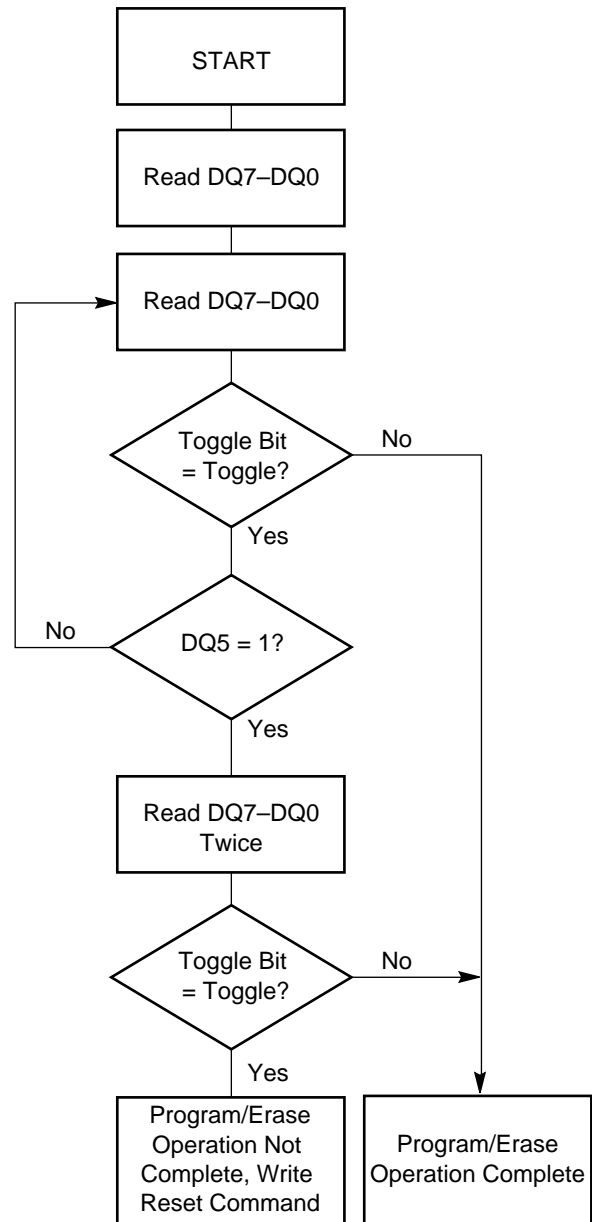 START
Read DQ7–DQ0
Read DQ7–DQ0
Toggle Bit
= Toggle?
No
Yes
No
DQ5 = 1?
Yes
Read DQ7–DQ0
Twice
Toggle Bit
= Toggle?
No
Yes
Program/Erase
Operation Not
Complete, Write
Reset Command
Program/Erase
Operation Complete